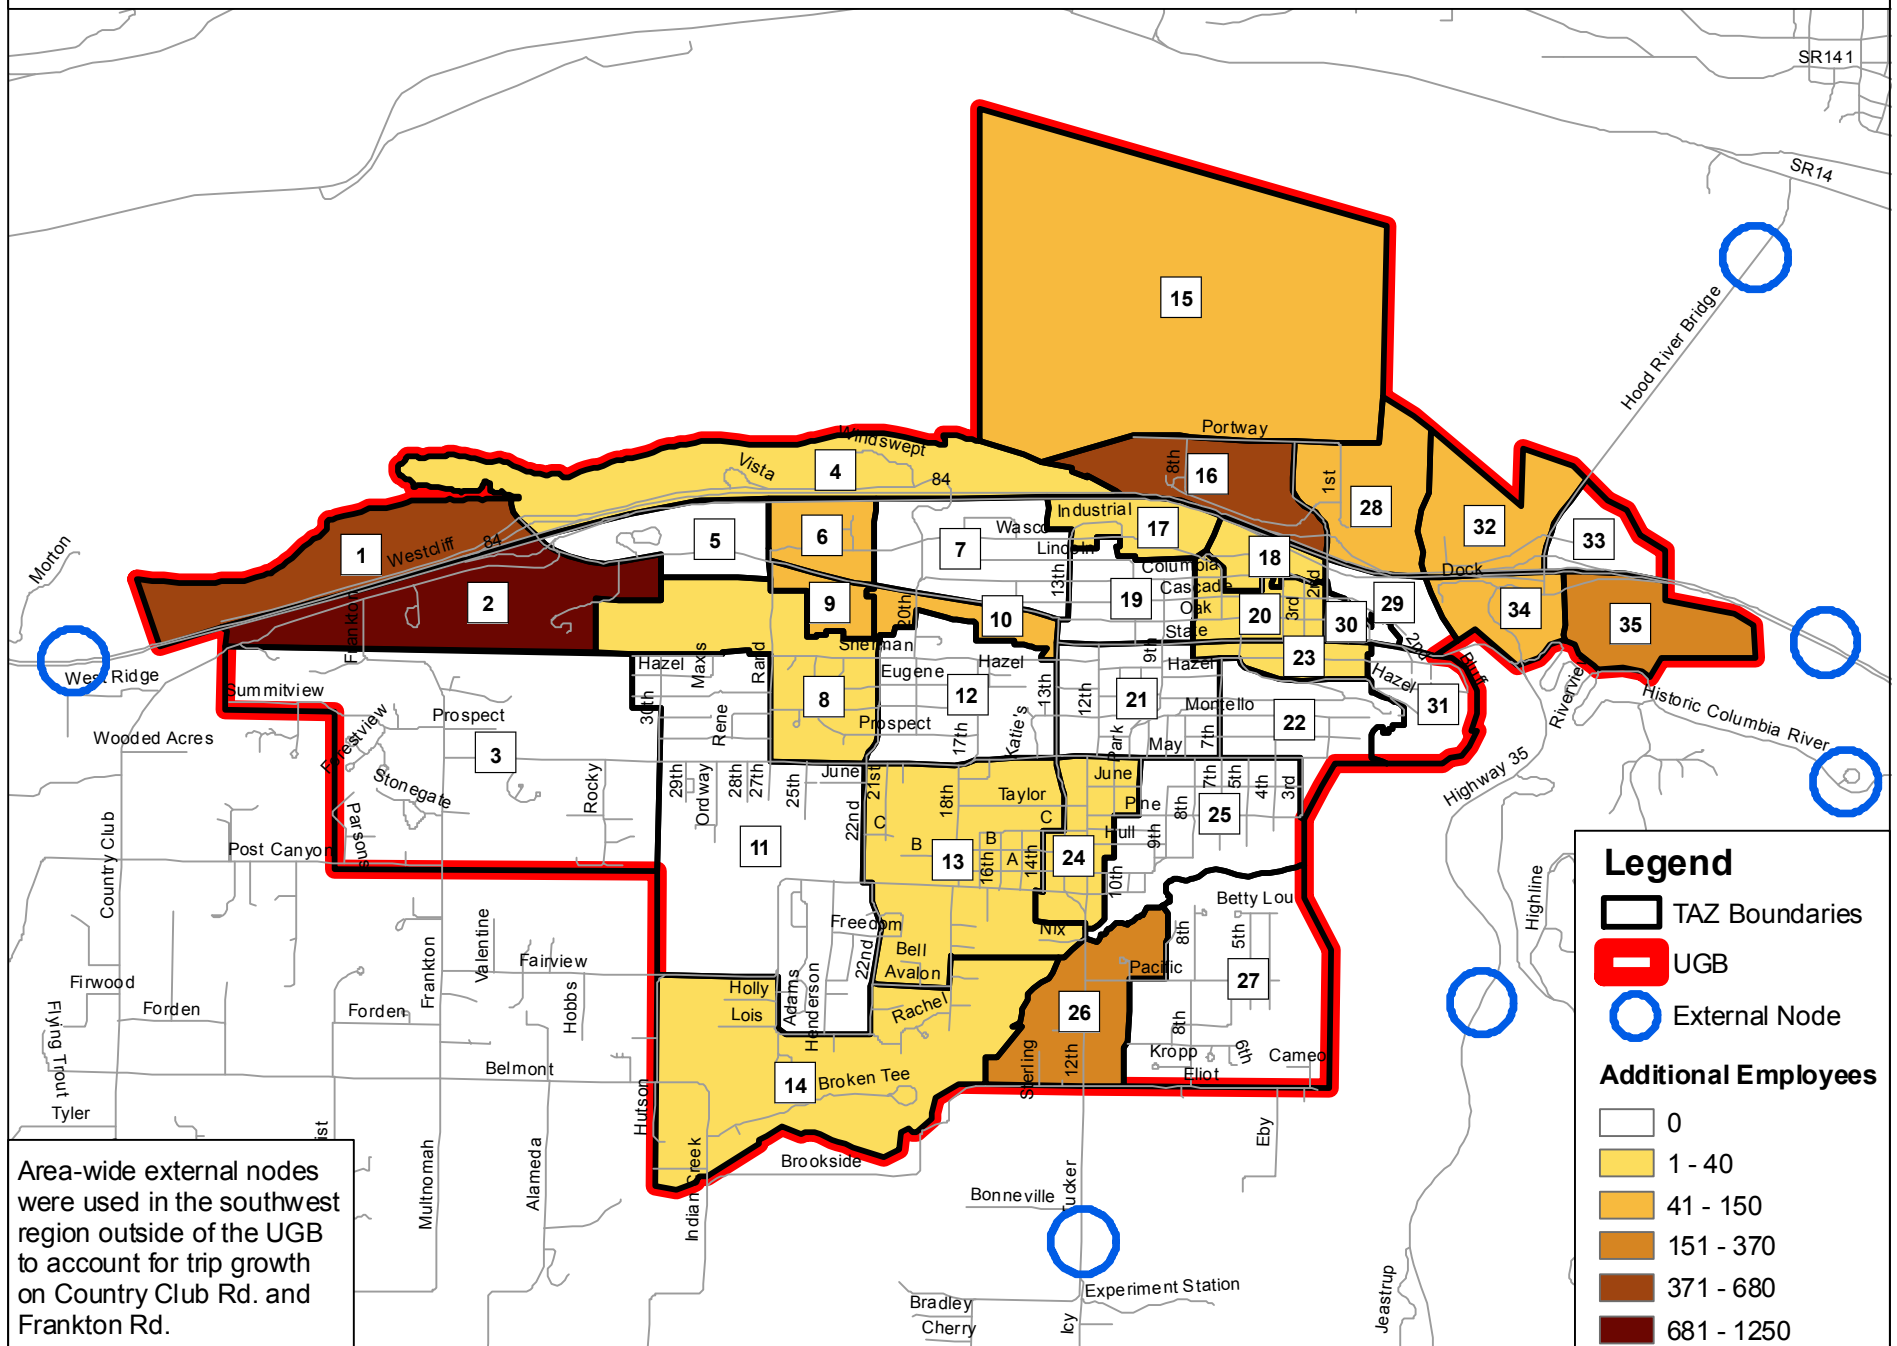 SR141
SR14
Hood River Bridge
15
Portway
Windswept
Vista
4
84
8th
16
1st
28
32
33
Industrial
17
Wasco
Lincoln
Morton
1
Westcliff
84
5
6
7
18
Columbia
Dock
2
9
20th
10
13th
19
Cascade
Oak
State
20
3rd
2nd
30
29
34
35
Frankton
Sherman
West Ridge
Summitview
Hazel
Maxis
Rand
Eugene
Hazel
9th
Hazel
23
2nd
Bluff
Hazel
Riverview
Historic Columbia River
30th
Rene
8
12
13th
12th
21
Montello
22
31
Prospect
Prospect
17th
Katie's
Park
May
7th
Wooded Acres
Forestview
3
Stonegate
Rocky
29th
Ordway
28th
27th
25th
June
21st
18th
Taylor
June
7th
5th
4th
3rd
Highway 35
Parsons
22nd
C
C
Pine
8th
25
Hull
9th
Country Club
Post Canyon
11
B
13
B
16th
A
14th
24
10th
Betty Lou
Highline
Freedom
Nix
8th
5th
Valentine
Frankton
Fairview
22nd
Bell
Avalon
Pacific
27
Firwood
Forden
Forden
Hobbs
Holly
Lois
Adams
Henderson
Rachel
26
8th
Flying Trout
Belmont
Sterling
12th
Kropp
6th
Cameo
Eliot
14
Broken Tee
Tyler
Hutson
ist
Eby
Multnomah
Alameda
Indian Creek
Brookside
Bonneville
Tucker
Experiment Station
Bradley
Cherry
Icy
Jeastrup
Area-wide external nodes
were used in the southwest
region outside of the UGB
to account for trip growth
on Country Club Rd. and
Frankton Rd.
Legend
TAZ Boundaries
UGB
External Node
Additional Employees
0
1 - 40
41 - 150
151 - 370
371 - 680
681 - 1250